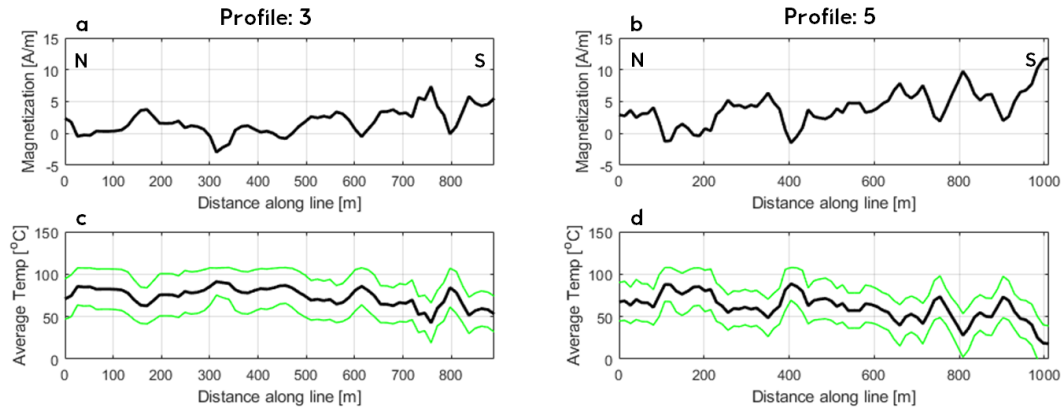 a Profile: 3
15
10
5
0
-5
Magnetization [A/m]
N S
0 100 200 300 400 500 600 700 800
Distance along line [m]
b Profile: 5
15
10
5
0
-5
Magnetization [A/m]
N S
0 200 400 600 800 1000
Distance along line [m]
c
150
100
50
0
Average Temp [°C]
0 100 200 300 400 500 600 700 800
Distance along line [m]
d
150
100
50
0
Average Temp [°C]
0 200 400 600 800 1000
Distance along line [m]